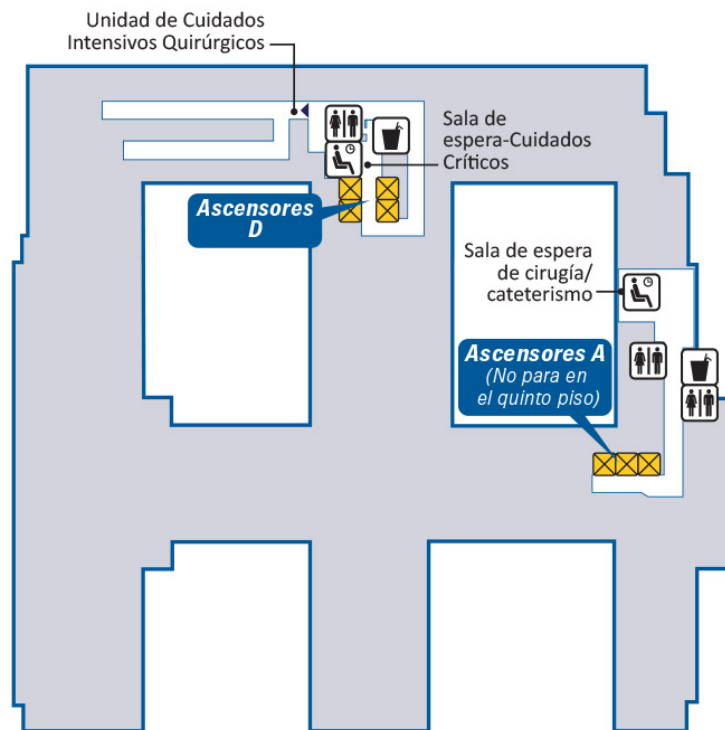 Unidad de Cuidados
Intensivos Quirúrgicos
Sala de
espera-Cuidados
Críticos
Ascensores
D
Sala de espera
de cirugía/
cateterismo
Ascensores A
(No para en
el quinto piso)